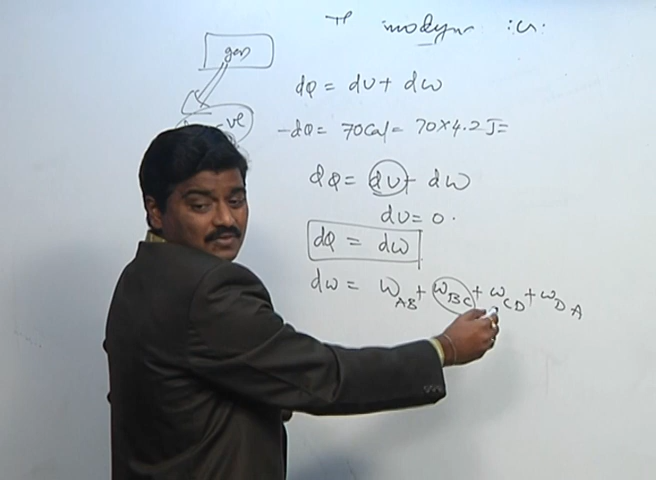 modyn
gas
dQ = dU + dW
-ve
-dQ = 70Cal = 70×4.2 J=
dQ = dU + dW
dU = 0.
dQ = dW
dW = W_AB + W_BC + W_CD + W_DA